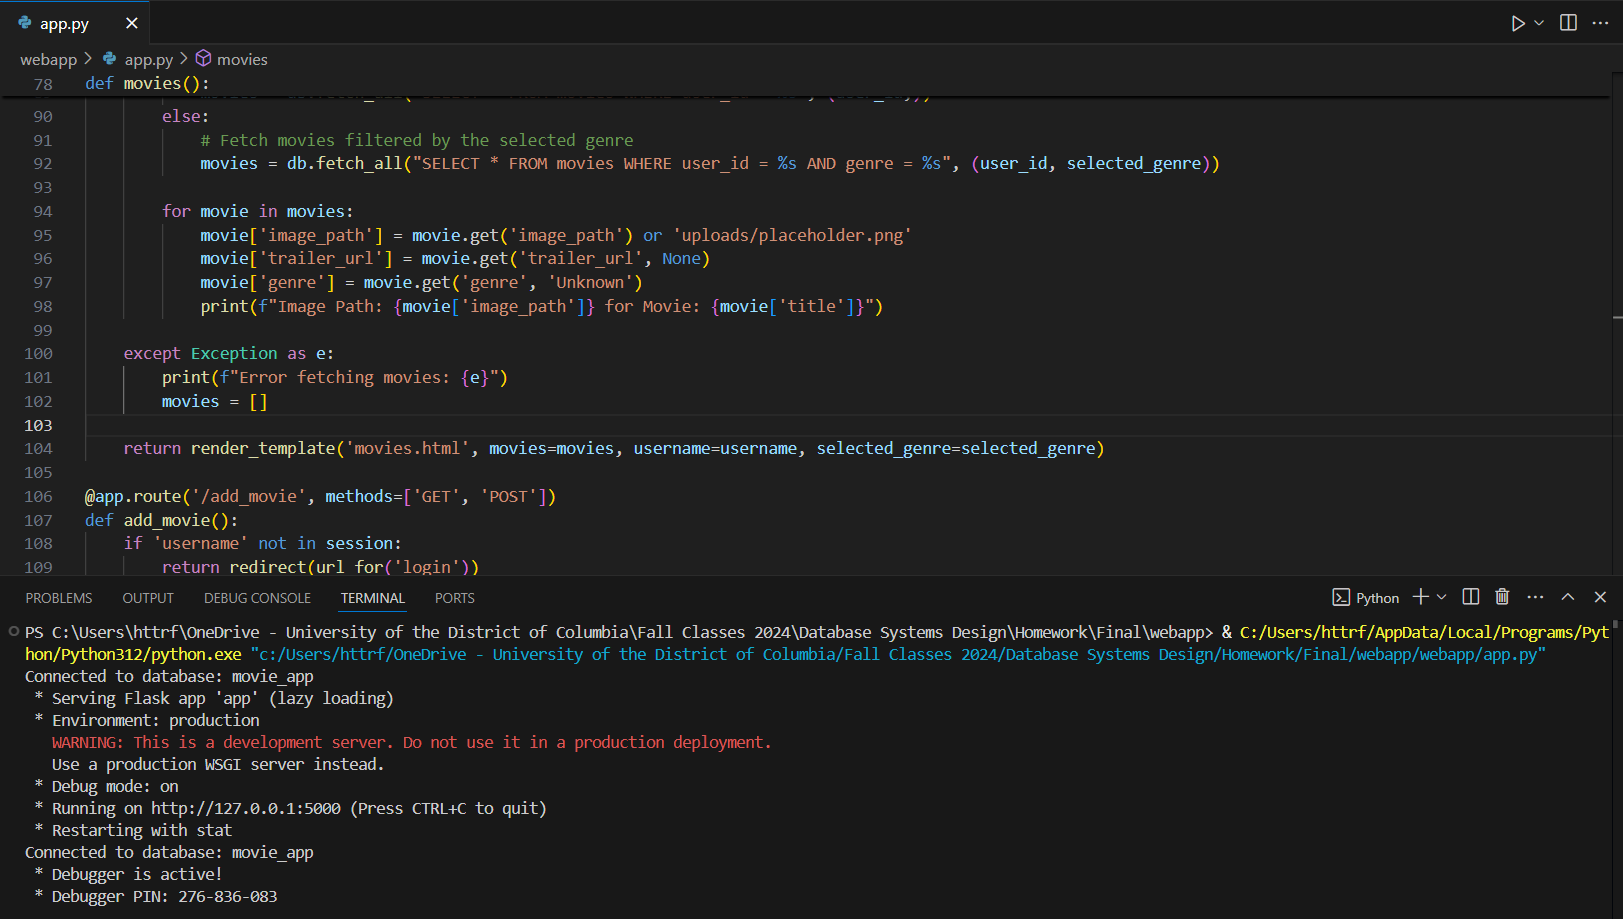 app.py
webapp > app.py > movies
78 def movies():
90 else:
91 # Fetch movies filtered by the selected genre
92 movies = db.fetch_all("SELECT * FROM movies WHERE user_id = %s AND genre = %s", (user_id, selected_genre))
93
94 for movie in movies:
95 movie['image_path'] = movie.get('image_path') or 'uploads/placeholder.png'
96 movie['trailer_url'] = movie.get('trailer_url', None)
97 movie['genre'] = movie.get('genre', 'Unknown')
98 print(f"Image Path: {movie['image_path']} for Movie: {movie['title']}")
99
100 except Exception as e:
101 print(f"Error fetching movies: {e}")
102 movies = []
103
104 return render_template('movies.html', movies=movies, username=username, selected_genre=selected_genre)
105
106 @app.route('/add_movie', methods=['GET', 'POST'])
107 def add_movie():
108 if 'username' not in session:
109 return redirect(url_for('login'))
PROBLEMS OUTPUT DEBUG CONSOLE TERMINAL PORTS Python
PS C:\Users\httrf\OneDrive - University of the District of Columbia\Fall Classes 2024\Database Systems Design\Homework\Final\webapp> & C:/Users/httrf/AppData/Local/Programs/Pyt
hon/Python312/python.exe "c:/Users/httrf/OneDrive - University of the District of Columbia/Fall Classes 2024/Database Systems Design/Homework/Final/webapp/webapp/app.py"
Connected to database: movie_app
* Serving Flask app 'app' (lazy loading)
* Environment: production
WARNING: This is a development server. Do not use it in a production deployment.
Use a production WSGI server instead.
* Debug mode: on
* Running on http://127.0.0.1:5000 (Press CTRL+C to quit)
* Restarting with stat
Connected to database: movie_app
* Debugger is active!
* Debugger PIN: 276-836-083